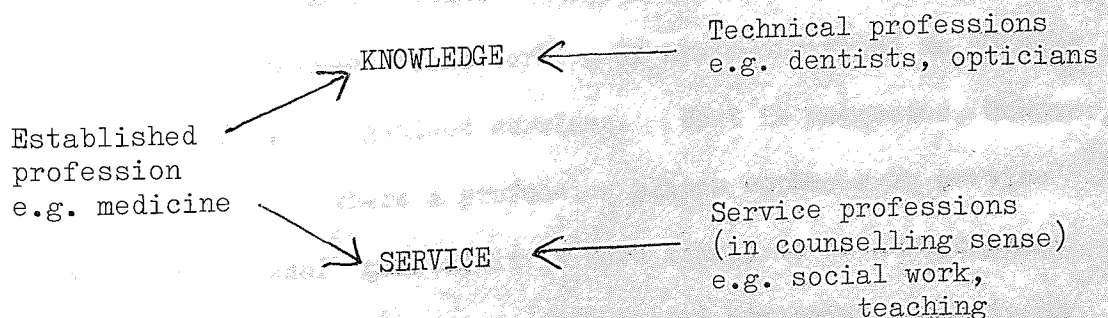 Technical professions
KNOWLEDGE
e.g. dentists, opticians
Established
profession
e.g. medicine
Service professions
(in counselling sense)
SERVICE
e.g. social work,
teaching